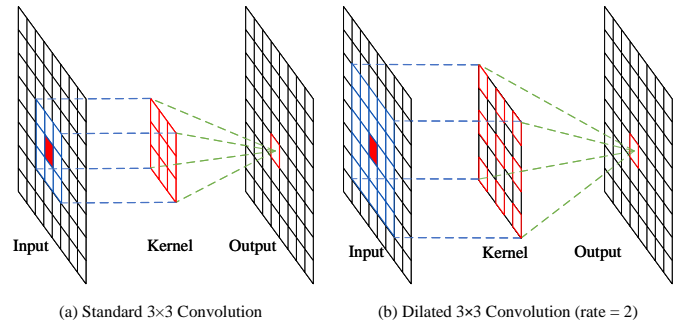 Input Kernel Output
Input Kernel Output
(a) Standard 3×3 Convolution
(b) Dilated 3×3 Convolution (rate = 2)